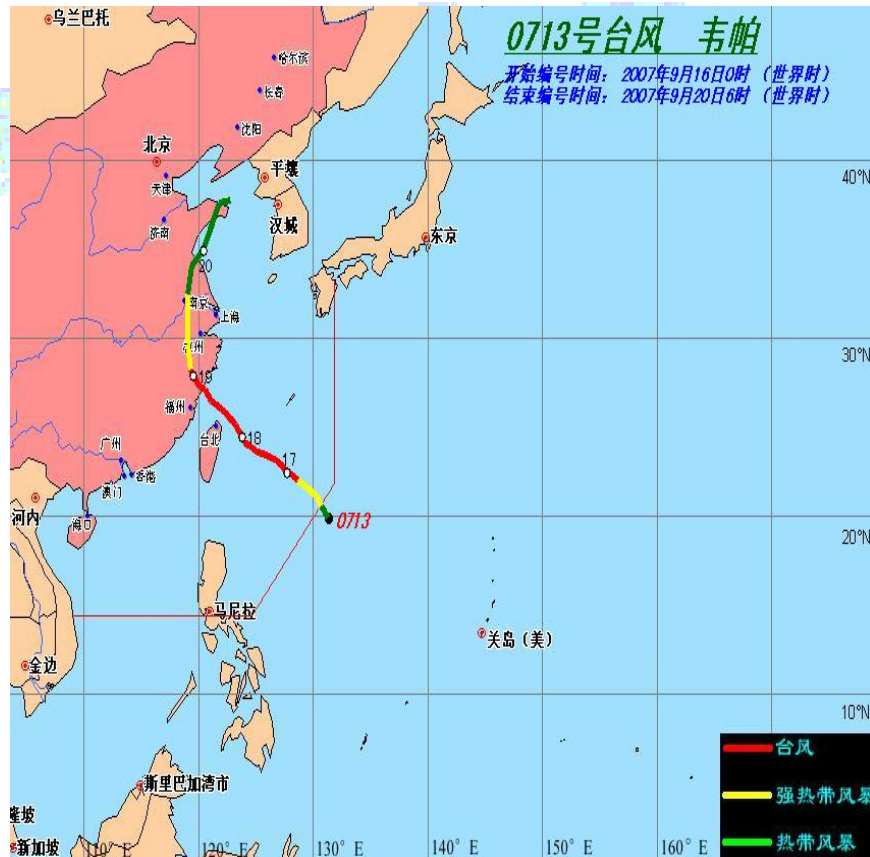 0713号台风 韦帕
开始编号时间：2007年9月16日0时（世界时）
结束编号时间：2007年9月20日6时（世界时）
乌兰巴托
哈尔滨
长春
沈阳
北京
天津
平壤
40°N
济南
汉城
东京
20
南京
上海
30°N
杭州
19
福州
台北
18
广州
17
香港
澳门
河内
海口
0713
20°N
马尼拉
关岛（美）
金边
10°N
台风
斯里巴加湾市
强热带风暴
隆坡
新加坡
110°E
120°E
130°E
140°E
150°E
160°E
热带风暴